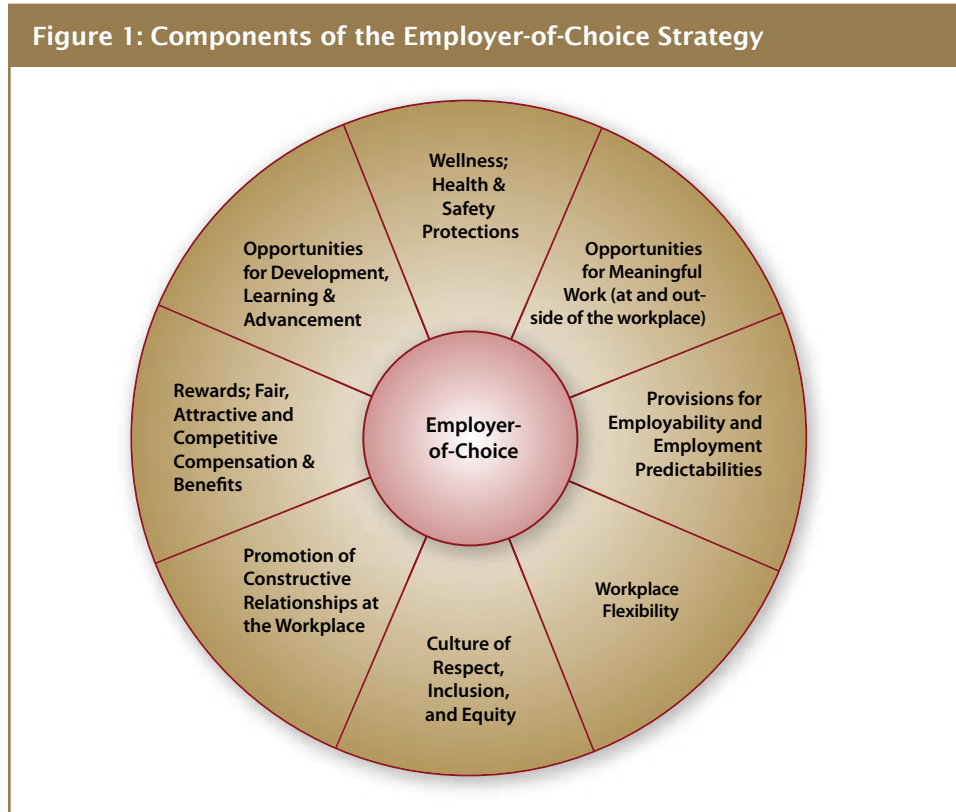 Figure 1: Components of the Employer-of-Choice Strategy
Wellness;
Health &
Safety
Protections
Opportunities
for Meaningful
Work (at and out-
side of the workplace)
Provisions for
Employability and
Employment
Predictabilities
Workplace
Flexibility
Culture of
Respect,
Inclusion,
and Equity
Promotion of
Constructive
Relationships at
the Workplace
Rewards; Fair,
Attractive and
Competitive
Compensation &
Benefits
Opportunities
for Development,
Learning &
Advancement
Employer-
of-Choice